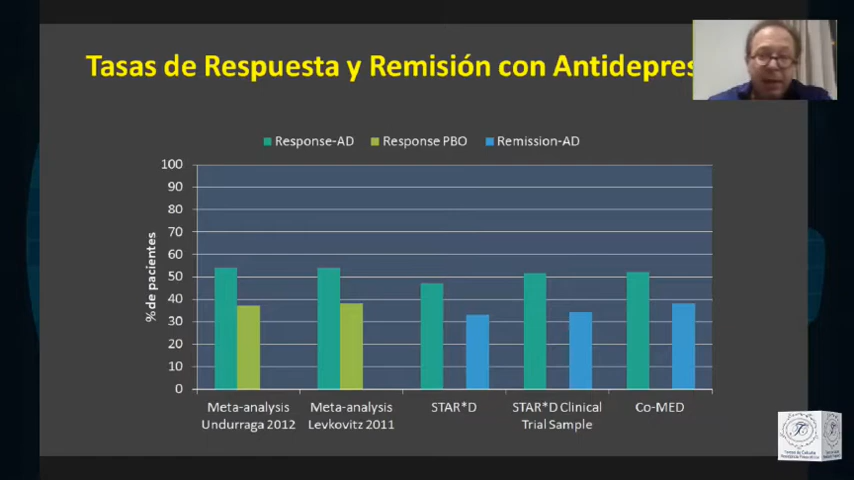 Tasas de Respuesta y Remisión con Antidepres
Response-AD Response PBO Remission-AD
100
90
80
70
60
50
40
30
20
10
0
% de pacientes
Meta-analysis
Undurraga 2012
Meta-analysis
Levkovitz 2011
STAR*D
STAR*D Clinical
Trial Sample
Co-MED